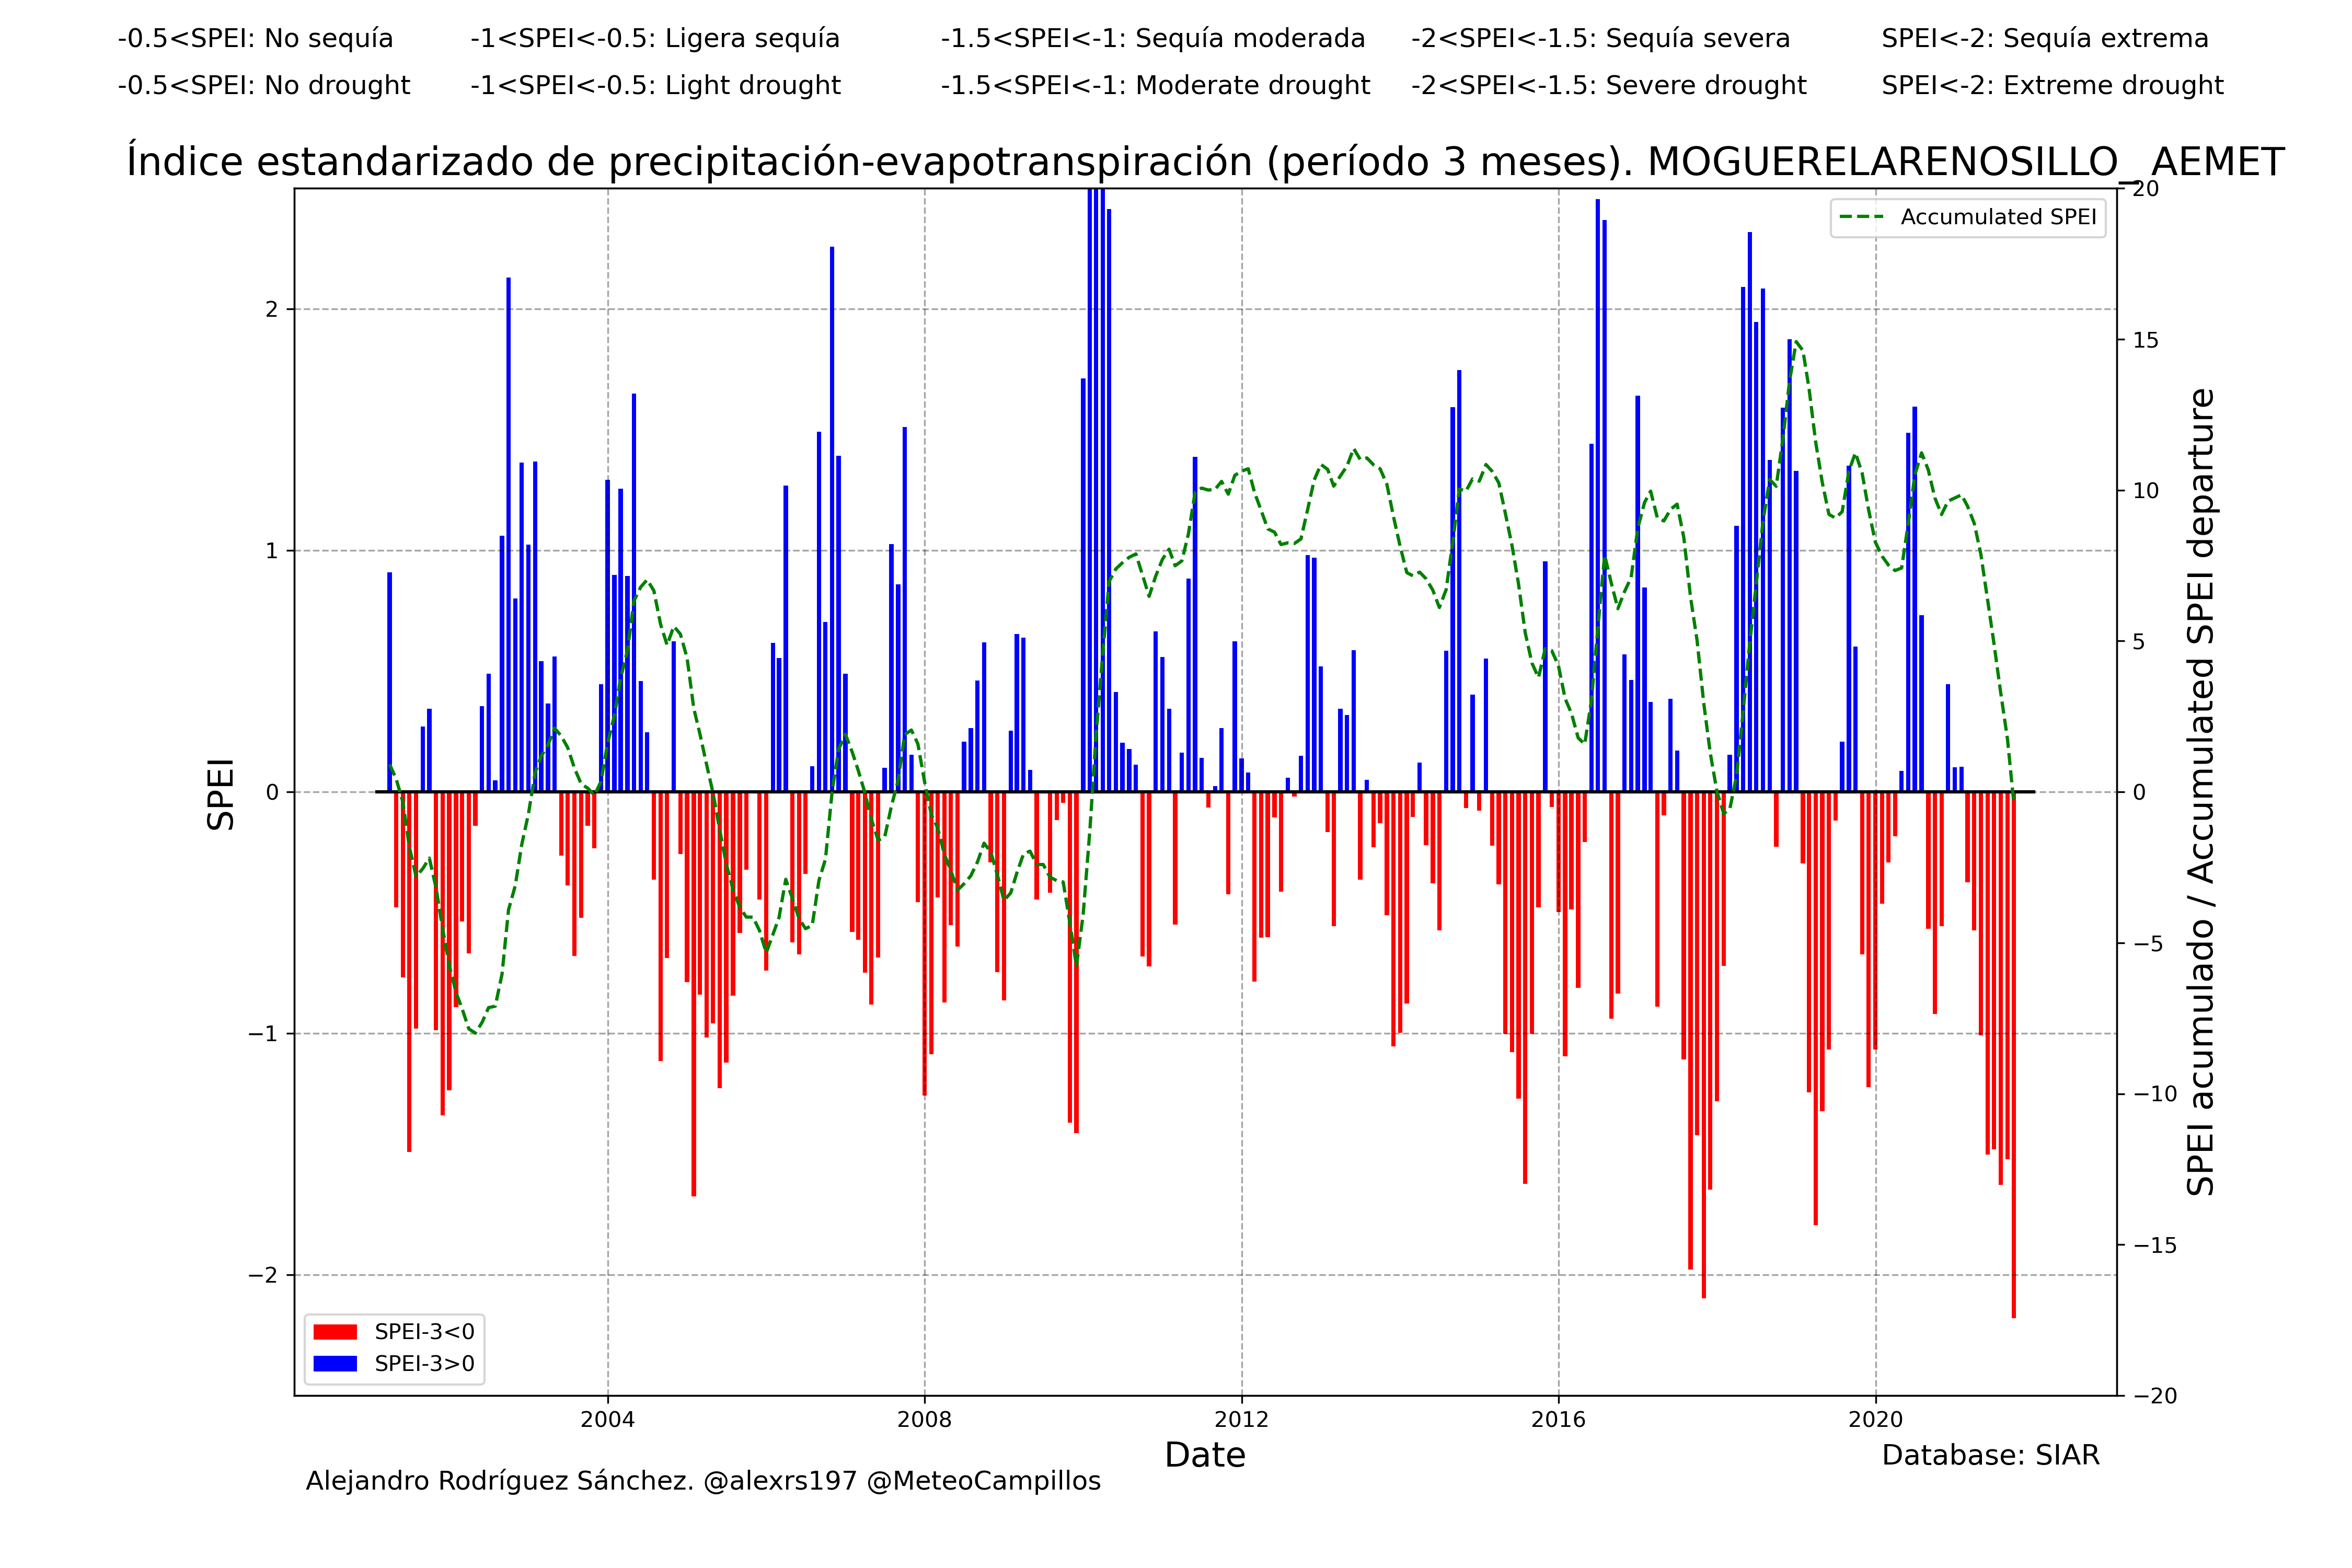 -0.5<SPEI: No sequía -1<SPEI<-0.5: Ligera sequía -1.5<SPEI<-1: Sequía moderada -2<SPEI<-1.5: Sequía severa SPEI<-2: Sequía extrema
-0.5<SPEI: No drought -1<SPEI<-0.5: Light drought -1.5<SPEI<-1: Moderate drought -2<SPEI<-1.5: Severe drought SPEI<-2: Extreme drought
Índice estandarizado de precipitación-evapotranspiración (período 3 meses). MOGUERELARENOSILLO_ AEMET
Accumulated SPEI
SPEI
2
1
0
−1
−2
20
15
10
5
0
−5
−10
−15
−20
SPEI acumulado / Accumulated SPEI departure
SPEI-3<0
SPEI-3>0
2004 2008 2012 2016 2020
Date
Database: SIAR
Alejandro Rodríguez Sánchez. @alexrs197 @MeteoCampillos